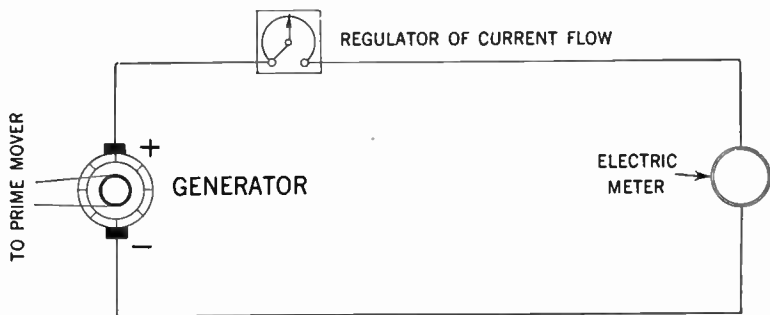 REGULATOR OF CURRENT FLOW
TO PRIME MOVER
+
GENERATOR
−
ELECTRIC
METER